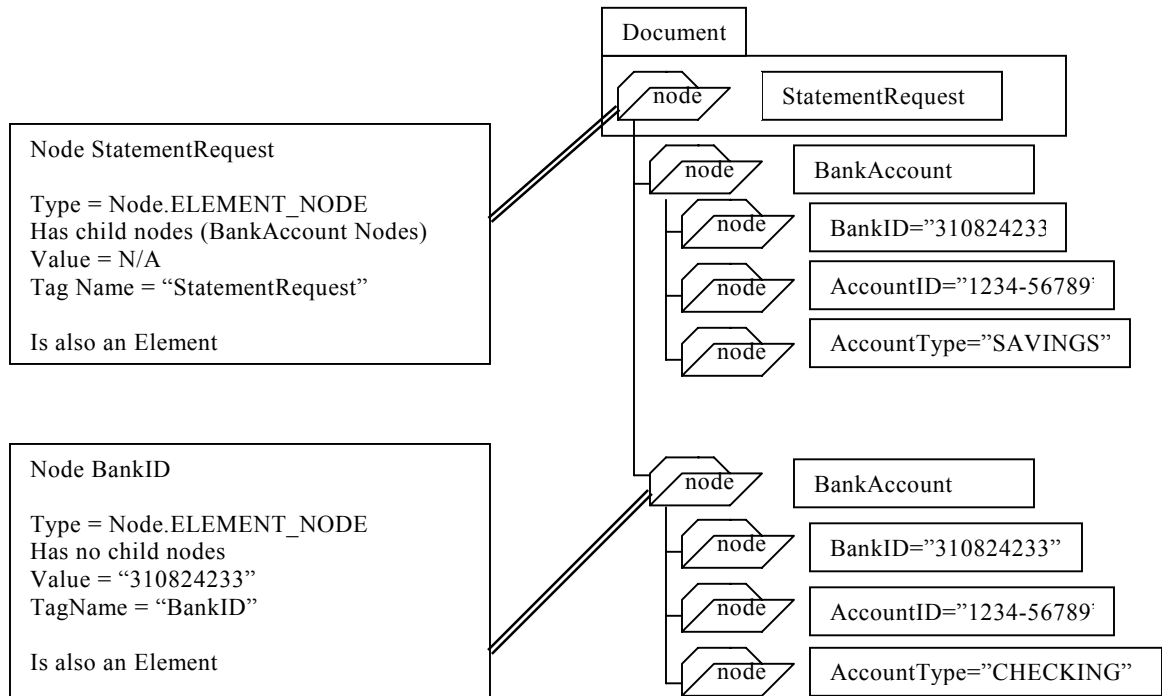 Document
node
StatementRequest
Node StatementRequest
Type = Node.ELEMENT_NODE
Has child nodes (BankAccount Nodes)
Value = N/A
Tag Name = “StatementRequest”
Is also an Element
node
BankAccount
node
BankID=”310824233
node
AccountID=”1234-56789”
node
AccountType=”SAVINGS”
Node BankID
Type = Node.ELEMENT_NODE
Has no child nodes
Value = “310824233”
TagName = “BankID”
Is also an Element
node
BankAccount
node
BankID=”310824233”
node
AccountID=”1234-56789”
node
AccountType=”CHECKING”